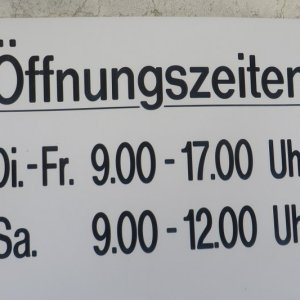 Öffnungszeiten
Di.-Fr. 9.00-17.00 Uh
Sa. 9.00-12.00 Uh